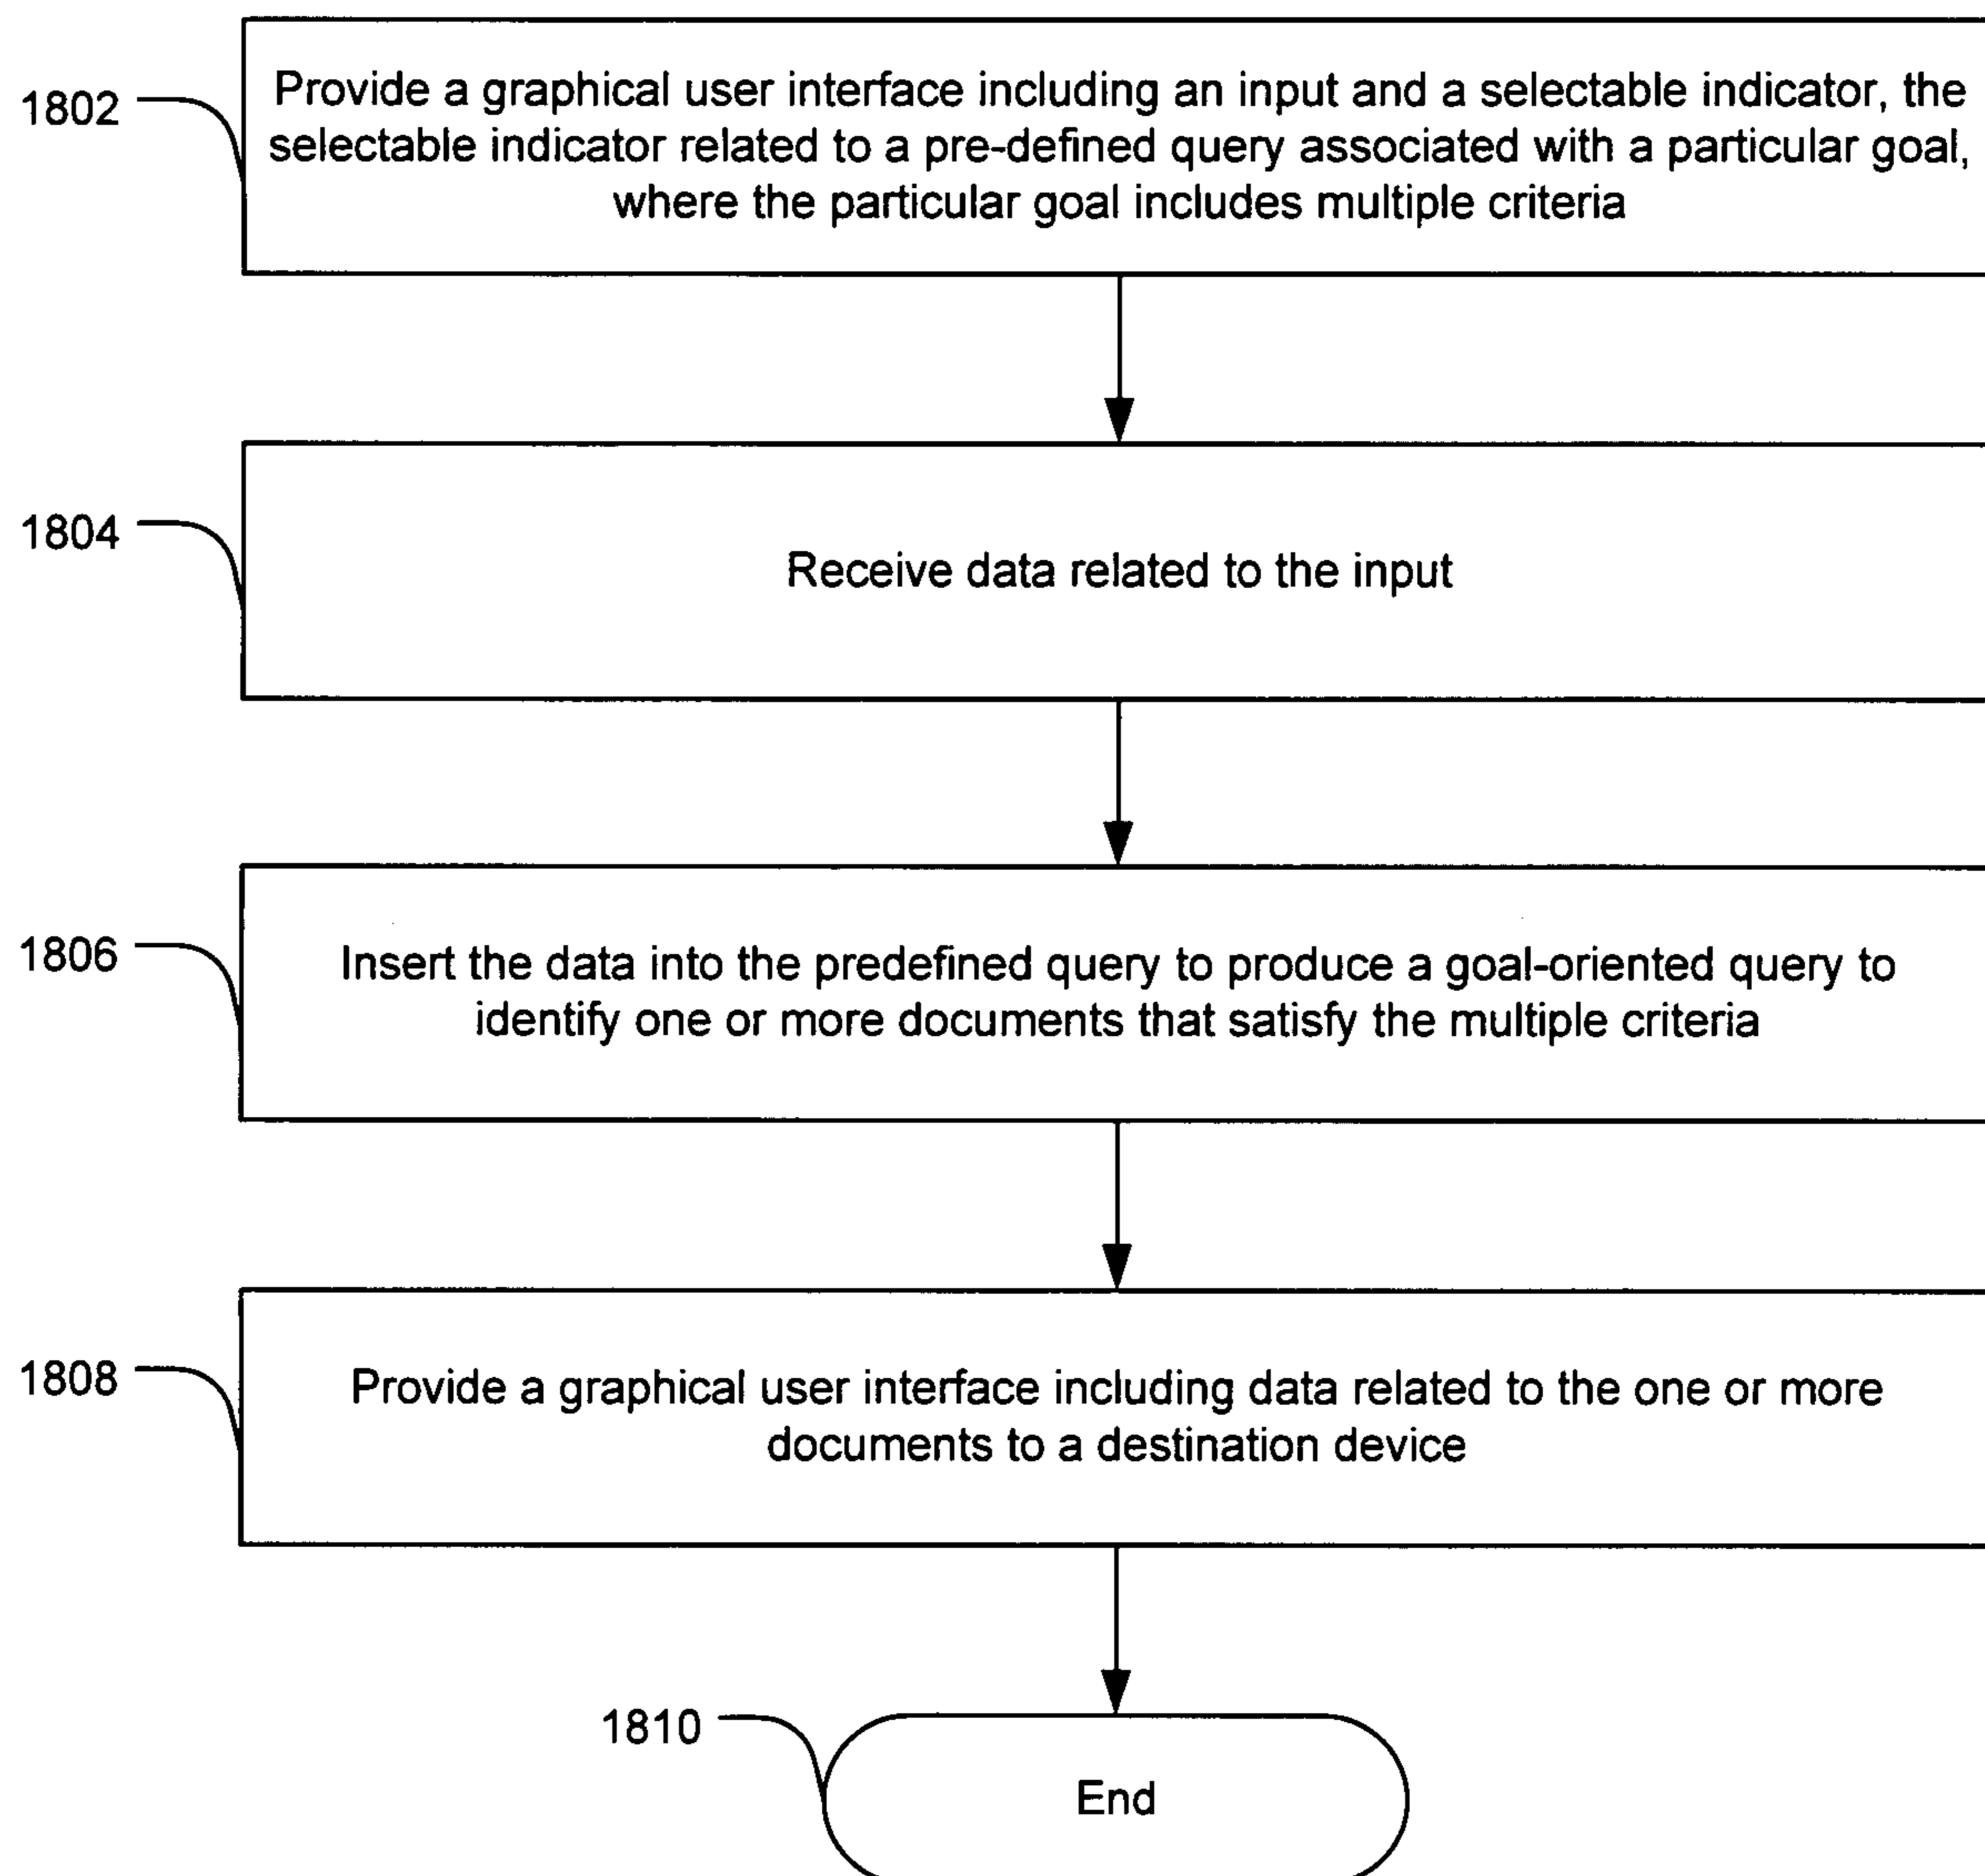 1802
Provide a graphical user interface including an input and a selectable indicator, the
selectable indicator related to a pre-defined query associated with a particular goal,
where the particular goal includes multiple criteria
1804
Receive data related to the input
1806
Insert the data into the predefined query to produce a goal-oriented query to
identify one or more documents that satisfy the multiple criteria
1808
Provide a graphical user interface including data related to the one or more
documents to a destination device
1810
End